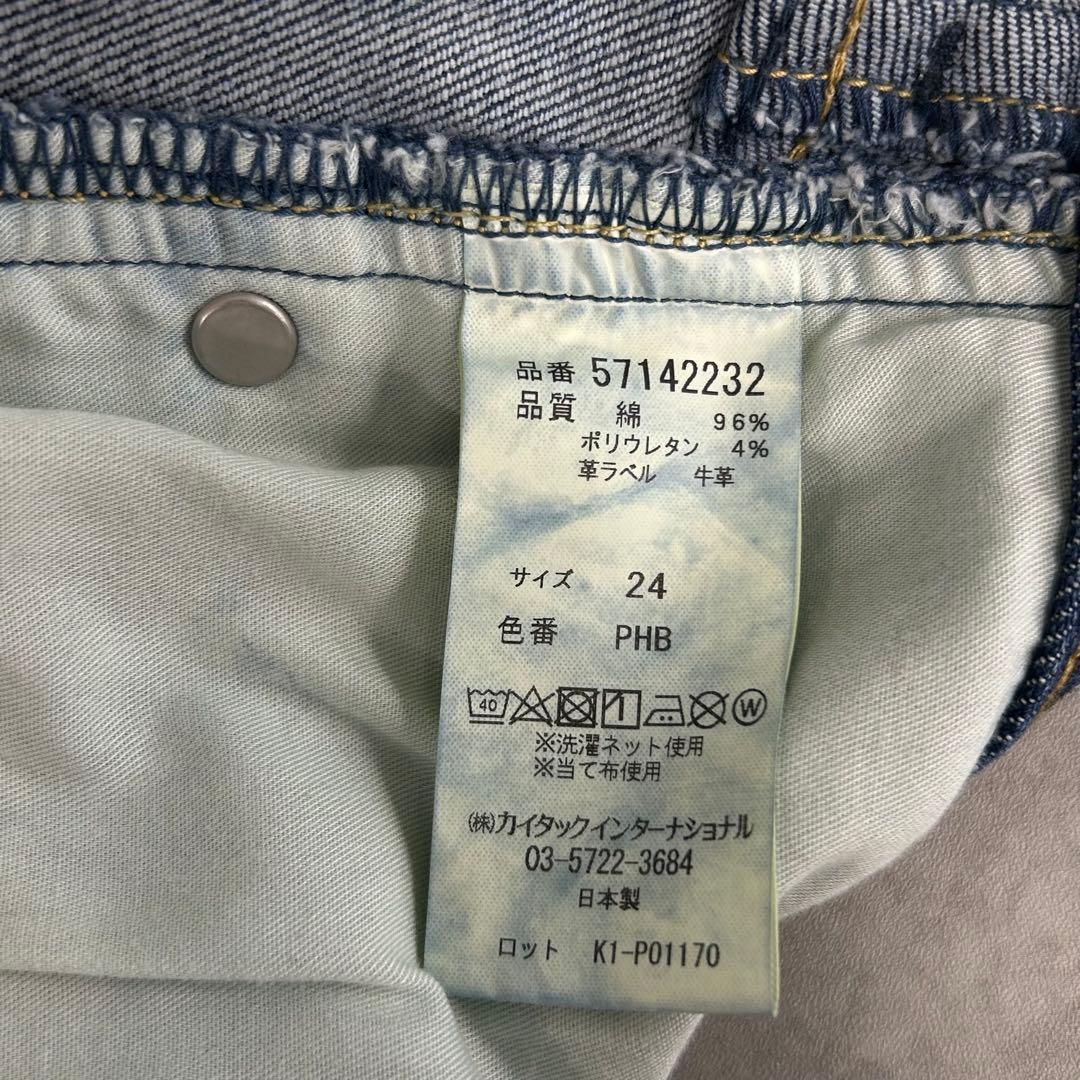 品番 57142232
品質 綿 96%
ポリウレタン 4%
革ラベル 牛革
サイズ 24
色番 PHB
40 W
※洗濯ネット使用
※当て布使用
㈱カイタックインターナショナル
03-5722-3684
日本製
ロット K1-P01170